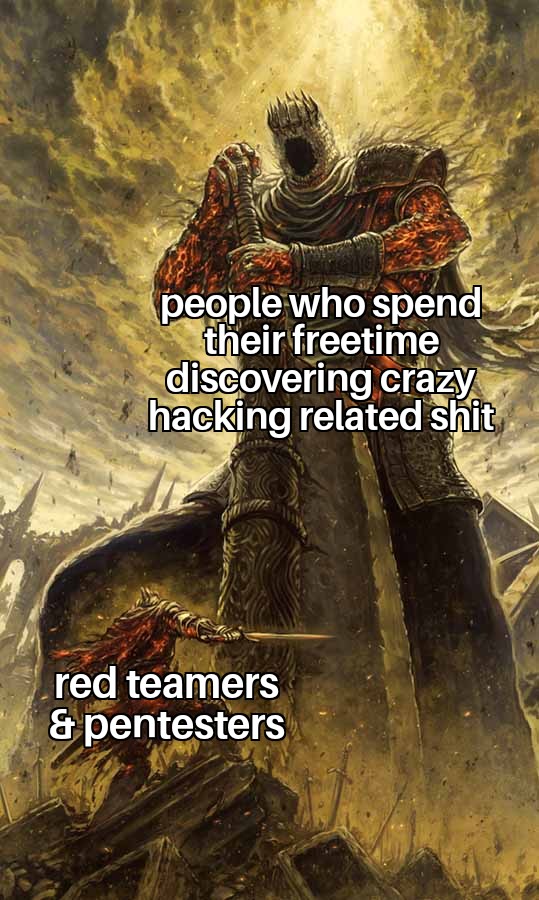 people who spend
their freetime
discovering crazy
hacking related shit
red teamers
& pentesters